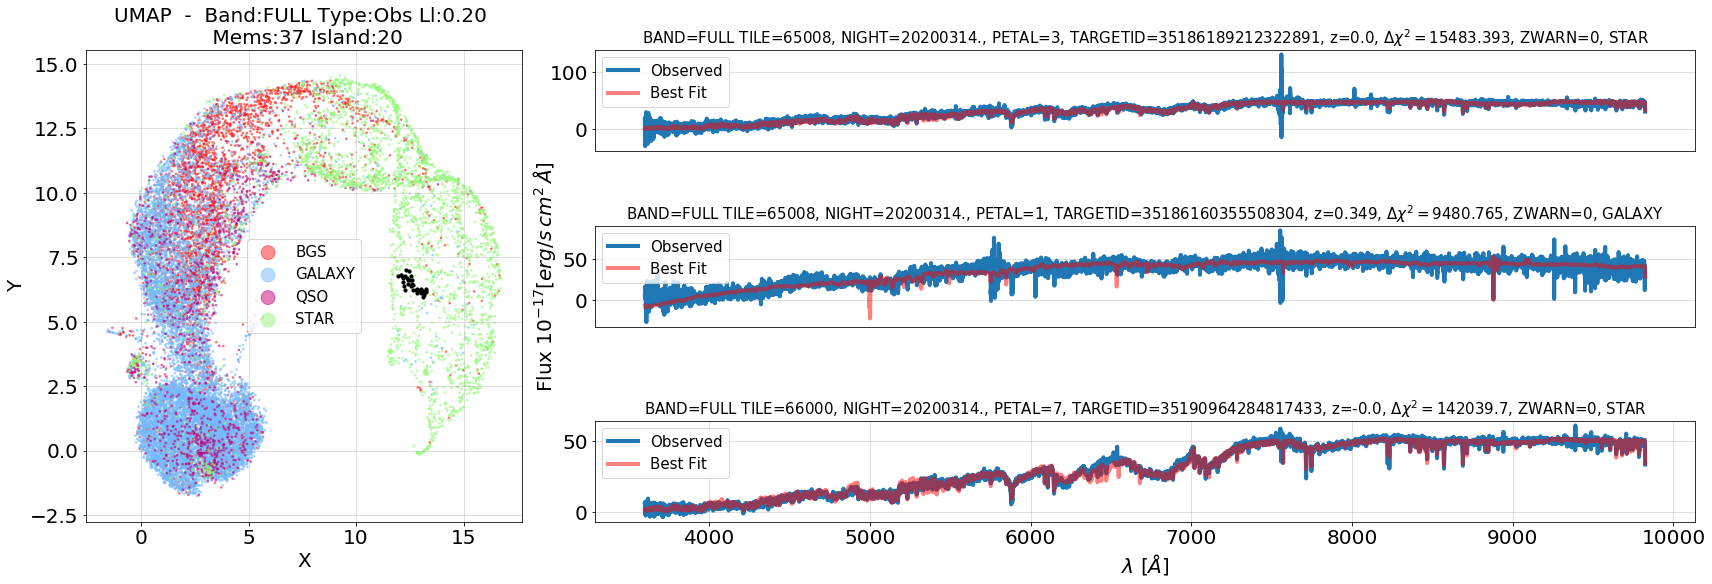 UMAP - Band:FULL Type:Obs Ll:0.20
Mems:37 Island:20
15.0
12.5
10.0
7.5
5.0
2.5
0.0
−2.5
Y
BGS
GALAXY
QSO
STAR
0 5 10 15
X
BAND=FULL TILE=65008, NIGHT=20200314., PETAL=3, TARGETID=35186189212322891, z=0.0, Δχ² = 15483.393, ZWARN=0, STAR
Observed
Best Fit
100
0
BAND=FULL TILE=65008, NIGHT=20200314., PETAL=1, TARGETID=35186160355508304, z=0.349, Δχ² = 9480.765, ZWARN=0, GALAXY
Observed
Best Fit
50
0
Flux 10⁻¹⁷[erg/s cm² Å]
BAND=FULL TILE=66000, NIGHT=20200314., PETAL=7, TARGETID=35190964284817433, z=-0.0, Δχ² = 142039.7, ZWARN=0, STAR
Observed
Best Fit
50
0
4000 5000 6000 7000 8000 9000 10000
λ [Å]